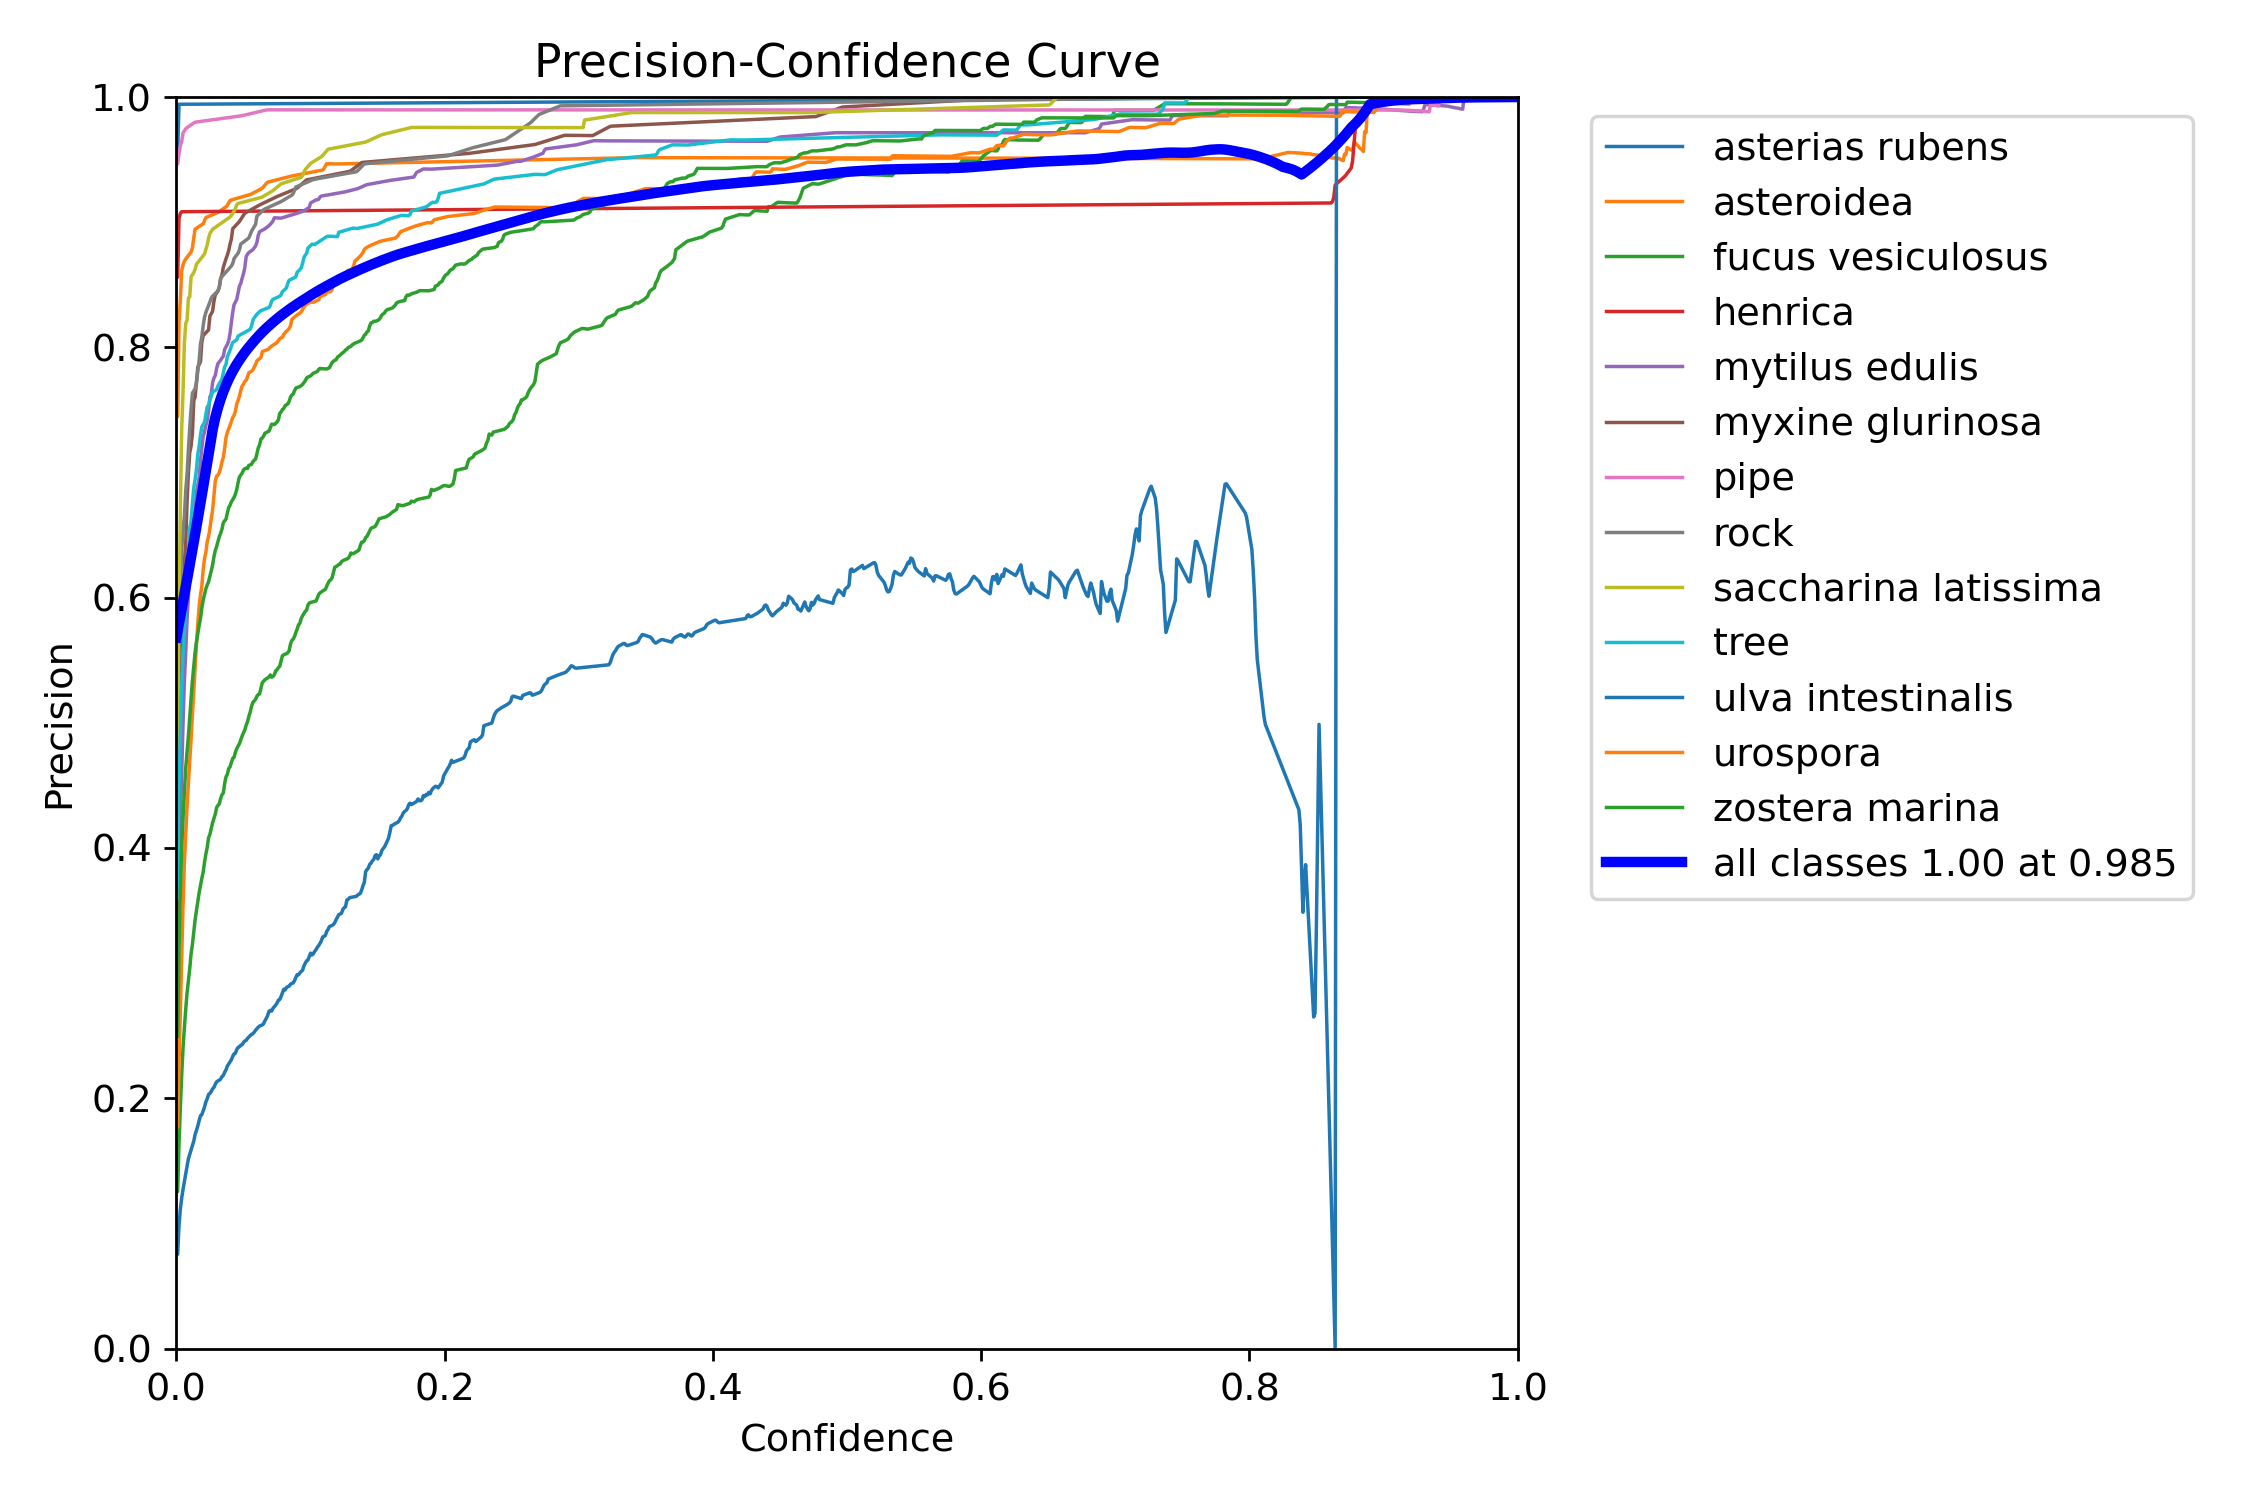 Precision-Confidence Curve
1.0
0.8
0.6
0.4
0.2
0.0
Precision
0.0 0.2 0.4 0.6 0.8 1.0
Confidence
asterias rubens
asteroidea
fucus vesiculosus
henrica
mytilus edulis
myxine glurinosa
pipe
rock
saccharina latissima
tree
ulva intestinalis
urospora
zostera marina
all classes 1.00 at 0.985